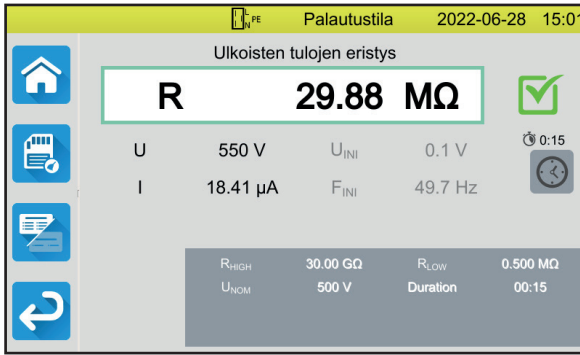 L N PE Palautustila 2022-06-28 15:01
Ulkoisten tulojen eristys
R 29.88 MΩ
0:15
U 550 V UINI 0.1 V
I 18.41 µA FINI 49.7 Hz
RHIGH 30.00 GΩ RLOW 0.500 MΩ
UNOM 500 V Duration 00:15